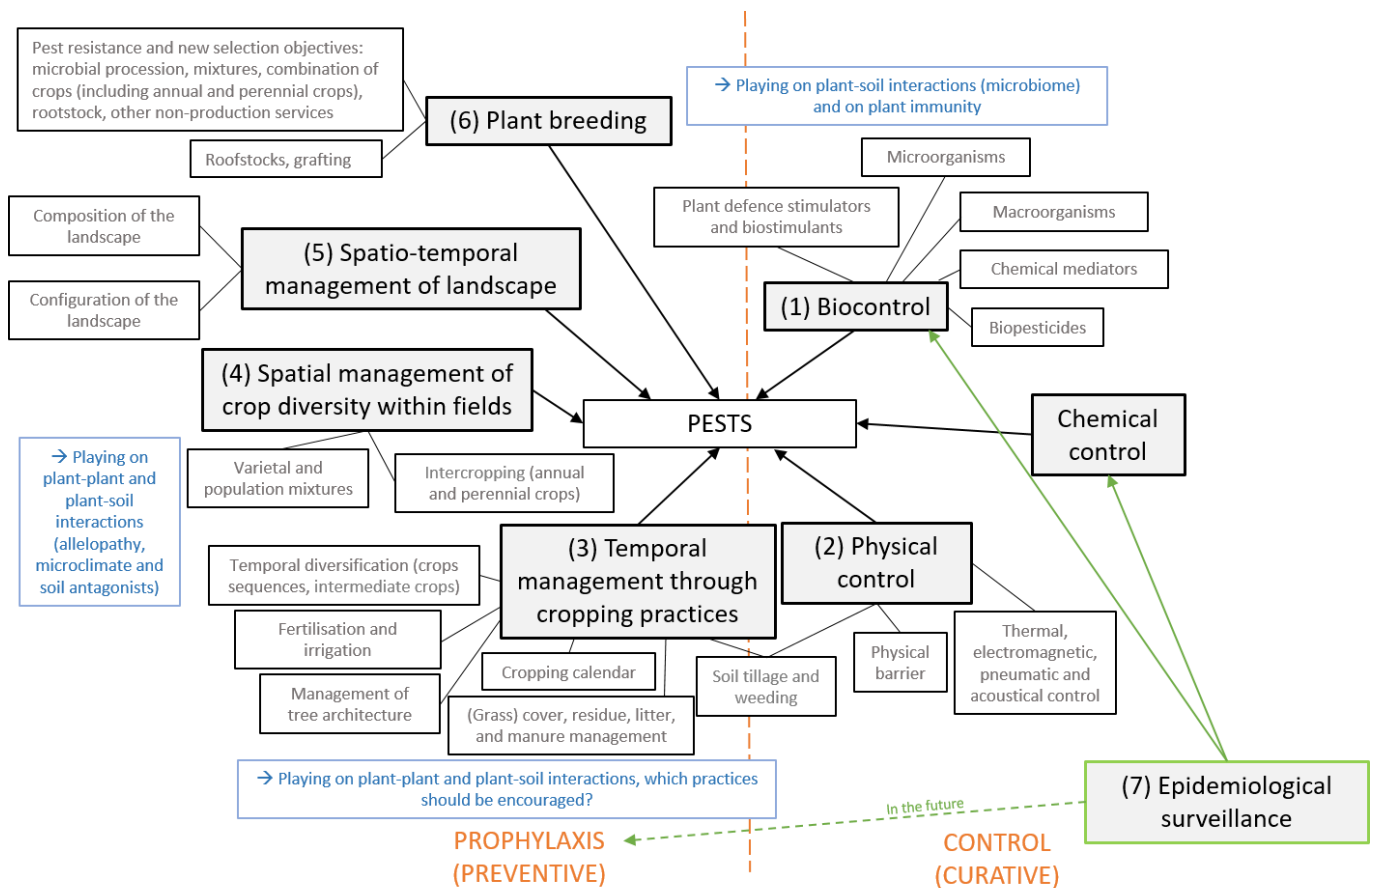 Pest resistance and new selection objectives:
microbial procession, mixtures, combination of
crops (including annual and perennial crops),
rootstock, other non-production services
(6) Plant breeding
Roofstocks, grafting
→ Playing on plant-soil interactions (microbiome)
and on plant immunity
Microorganisms
Plant defence stimulators
and biostimulants
Macroorganisms
Chemical mediators
(1) Biocontrol
Biopesticides
Composition of the
landscape
(5) Spatio-temporal
management of landscape
Configuration of the
landscape
(4) Spatial management of
crop diversity within fields
PESTS
Chemical
control
→ Playing on
plant-plant and
plant-soil
interactions
(allelopathy,
microclimate and
soil antagonists)
Varietal and
population mixtures
Intercropping (annual
and perennial crops)
(3) Temporal
management through
cropping practices
(2) Physical
control
Temporal diversification (crops
sequences, intermediate crops)
Fertilisation and
irrigation
Management of
tree architecture
Cropping calendar
(Grass) cover, residue, litter,
and manure management
Soil tillage and
weeding
Physical
barrier
Thermal,
electromagnetic,
pneumatic and
acoustical control
→ Playing on plant-plant and plant-soil interactions, which practices
should be encouraged?
(7) Epidemiological
surveillance
In the future
PROPHYLAXIS
(PREVENTIVE)
CONTROL
(CURATIVE)